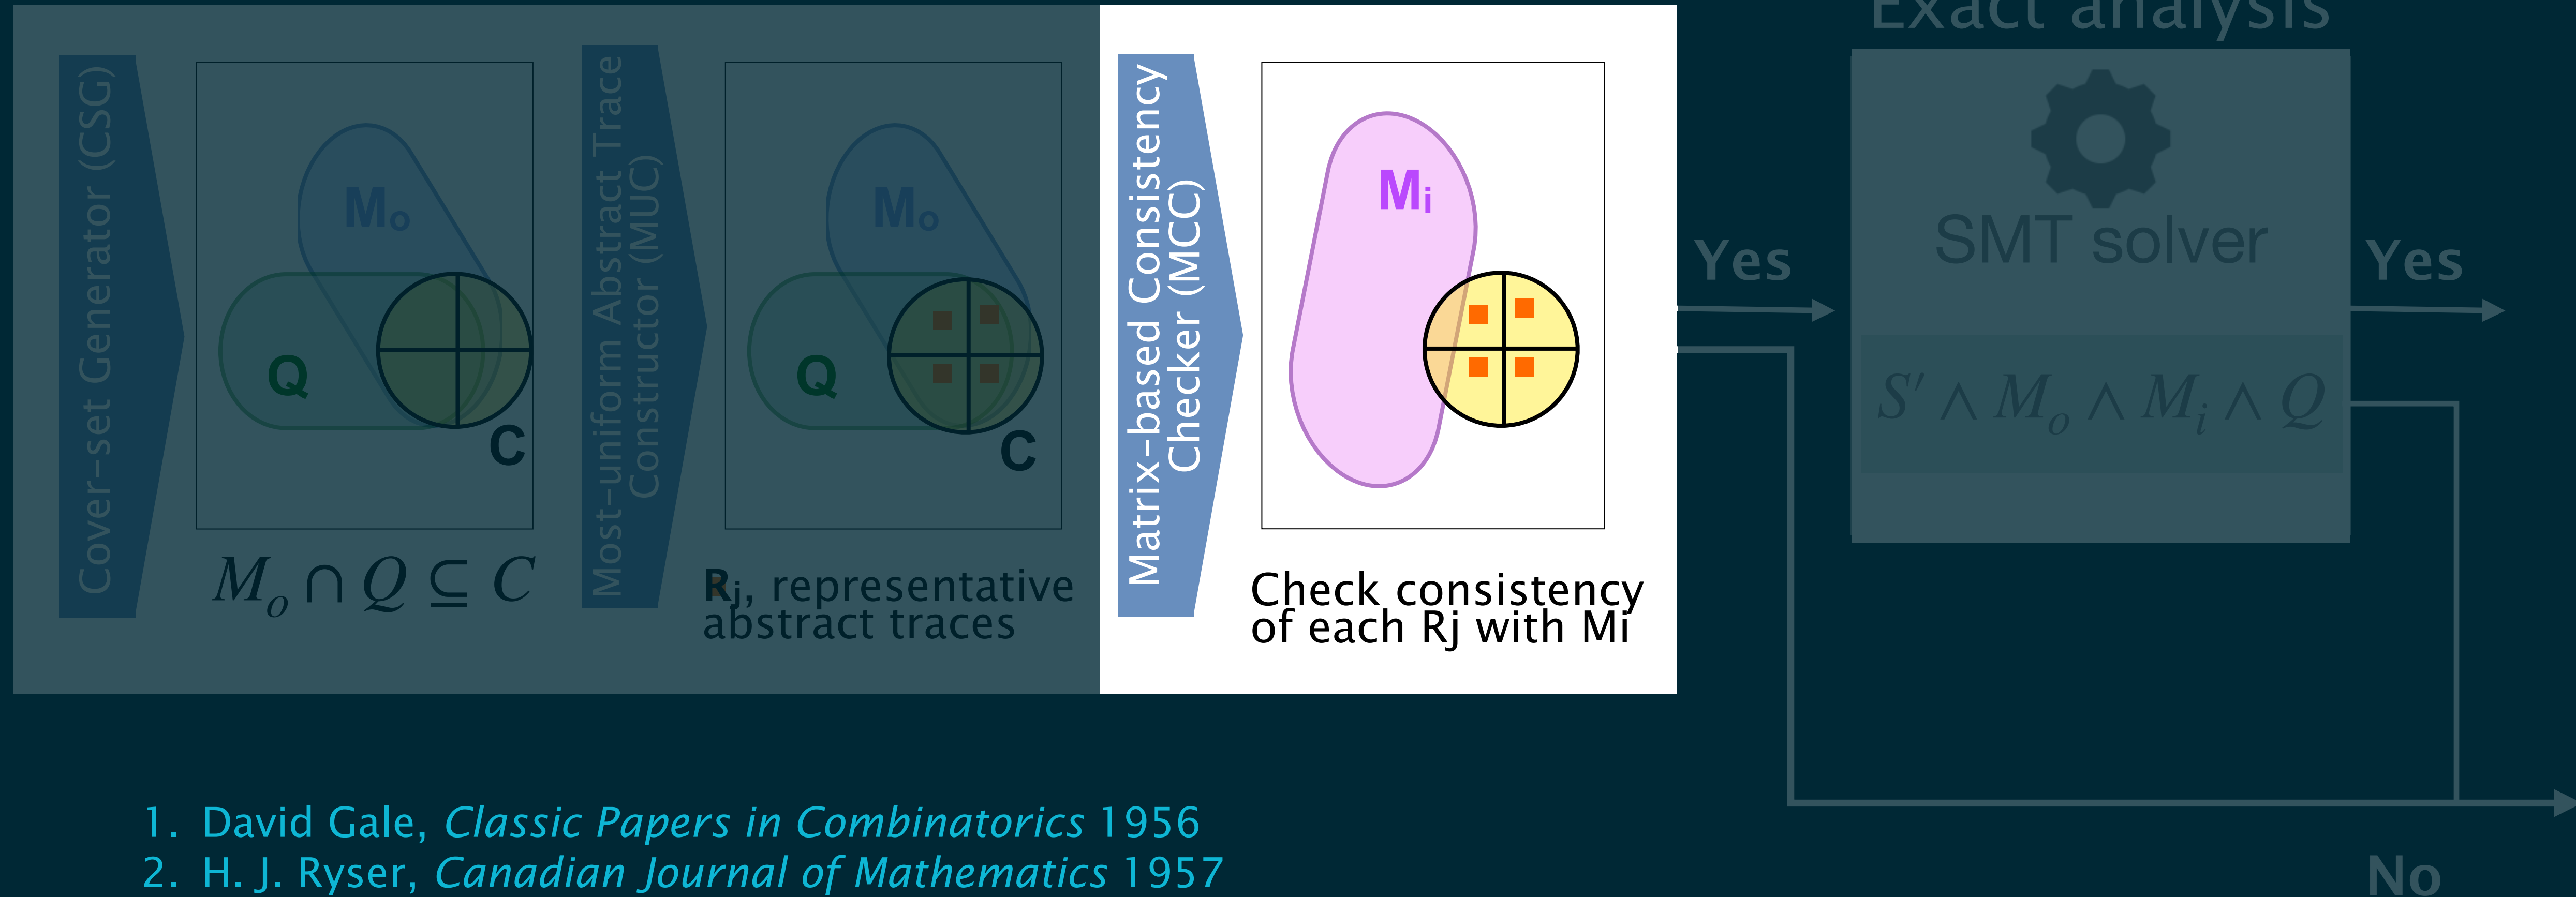 Exact analysis
Cover-set Generator (CSG)
Mo
Q
C
Mo ∩ Q ⊆ C
Most-uniform Abstract Trace
Constructor (MUC)
Mo
Q
C
Rj, representative
abstract traces
Matrix-based Consistency
Checker (MCC)
Mi
Check consistency
of each Rj with Mi
Yes
SMT solver
S′ ∧ Mo ∧ Mi ∧ Q
Yes
No
1. David Gale, Classic Papers in Combinatorics 1956
2. H. J. Ryser, Canadian Journal of Mathematics 1957